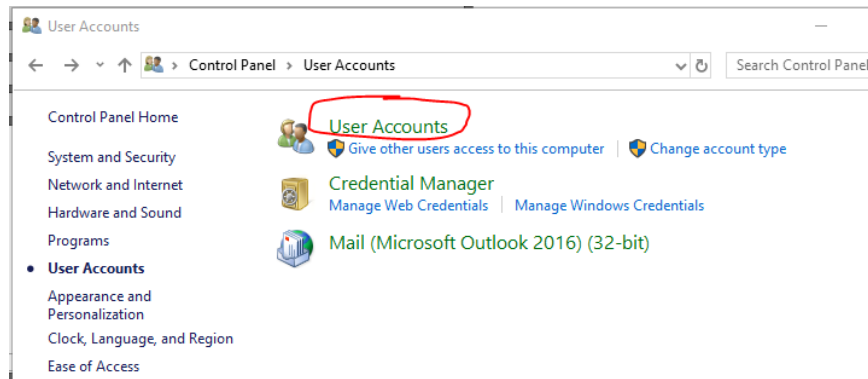 User Accounts
Control Panel > User Accounts
Search Control Panel
Control Panel Home
System and Security
Network and Internet
Hardware and Sound
Programs
User Accounts
Appearance and
Personalization
Clock, Language, and Region
Ease of Access
User Accounts
Give other users access to this computer
Change account type
Credential Manager
Manage Web Credentials
Manage Windows Credentials
Mail (Microsoft Outlook 2016) (32-bit)